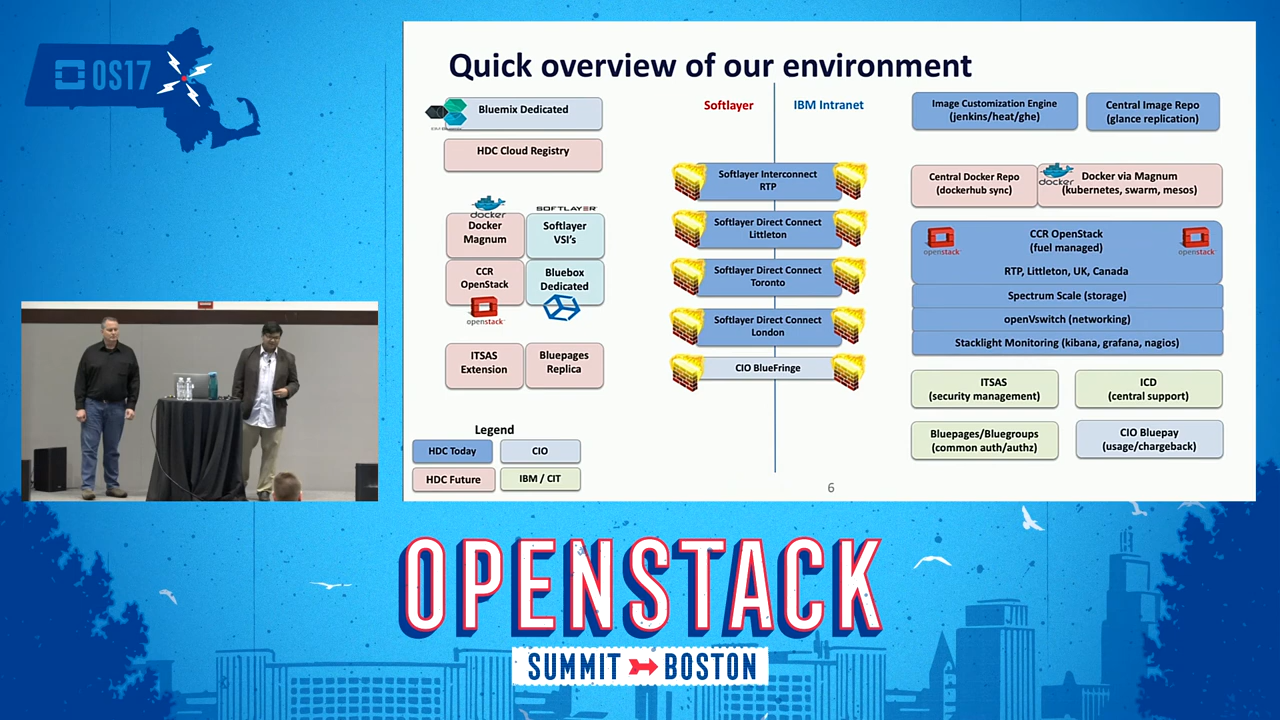 OS17
Quick overview of our environment
Bluemix Dedicated
HDC Cloud Registry
docker
SOFTLAYER
Docker
Magnum
Softlayer
VSI's
CCR
OpenStack
Bluebox
Dedicated
openstack
ITSAS
Extension
Bluepages
Replica
Legend
HDC Today
CIO
HDC Future
IBM / CIT
Softlayer
IBM Intranet
Softlayer Interconnect
RTP
Softlayer Direct Connect
Littleton
Softlayer Direct Connect
Toronto
Softlayer Direct Connect
London
CIO BlueFringe
Image Customization Engine
(jenkins/heat/ghe)
Central Image Repo
(glance replication)
Central Docker Repo
(dockerhub sync)
docker
Docker via Magnum
(kubernetes, swarm, mesos)
openstack
CCR OpenStack
(fuel managed)
openstack
RTP, Littleton, UK, Canada
Spectrum Scale (storage)
openVswitch (networking)
Stacklight Monitoring (kibana, grafana, nagios)
ITSAS
(security management)
ICD
(central support)
Bluepages/Bluegroups
(common auth/authz)
CIO Bluepay
(usage/chargeback)
6
OPENSTACK
SUMMIT BOSTON